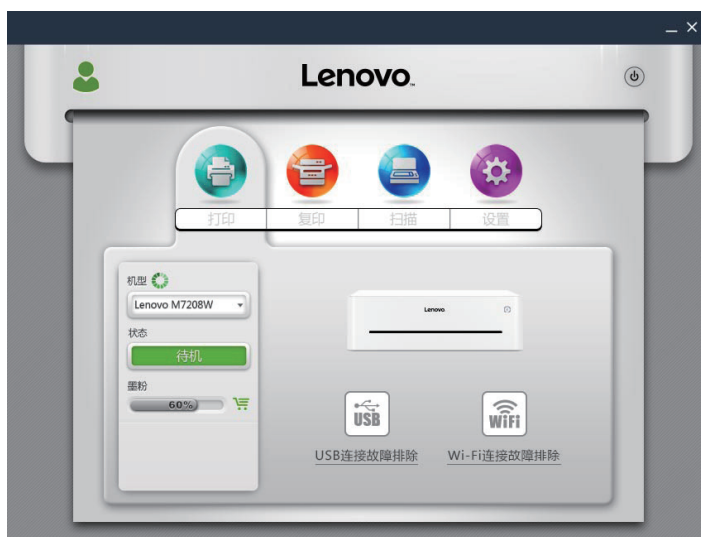 Lenovo
打印 复印 扫描 设置
机型
Lenovo M7208W
状态
待机
墨粉
60%
Lenovo
USB
WiFi
USB连接故障排除 Wi-Fi连接故障排除